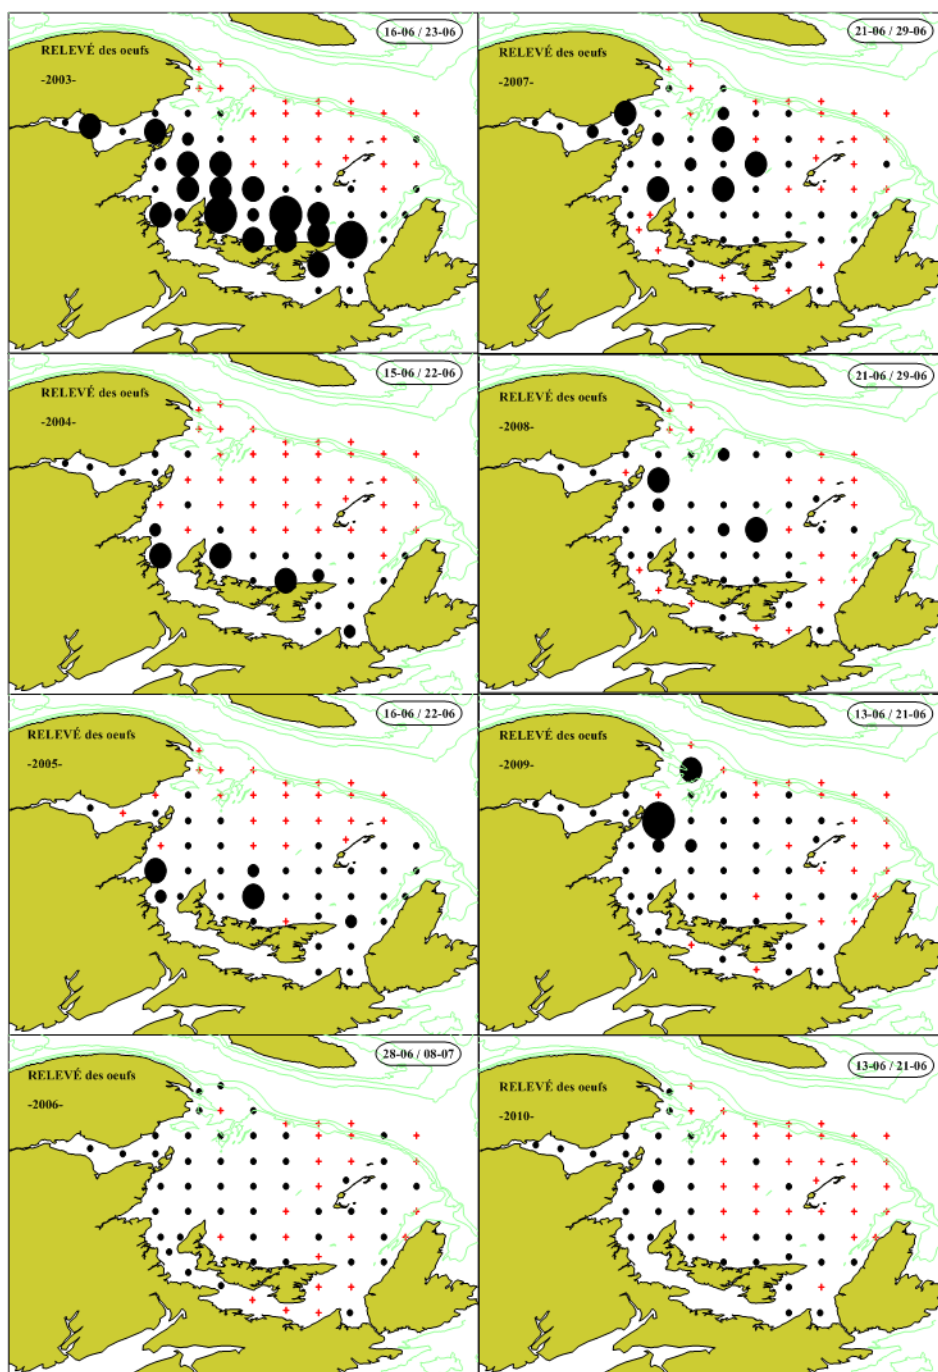 16-06 / 23-06
RELEVÉ des oeufs
-2003-
21-06 / 29-06
RELEVÉ des oeufs
-2007-
15-06 / 22-06
RELEVÉ des oeufs
-2004-
21-06 / 29-06
RELEVÉ des oeufs
-2008-
16-06 / 22-06
RELEVÉ des oeufs
-2005-
13-06 / 21-06
RELEVÉ des oeufs
-2009-
28-06 / 08-07
RELEVÉ des oeufs
-2006-
13-06 / 21-06
RELEVÉ des oeufs
-2010-